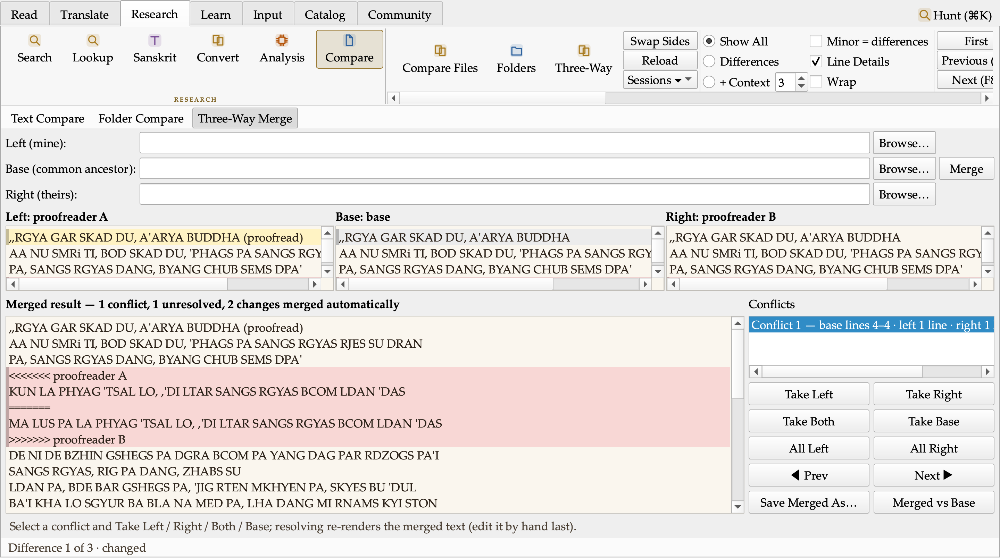 Read Translate Research Learn Input Catalog Community Hunt (⌘K)
Search Lookup Sanskrit Convert Analysis Compare
RESEARCH
Compare Files Folders Three-Way
Swap Sides
Reload
Sessions
Show All
Differences
+ Context 3
Minor = differences
Line Details
Wrap
First
Previous (
Next (F8
Text Compare Folder Compare Three-Way Merge
Left (mine): Browse…
Base (common ancestor): Browse… Merge
Right (theirs): Browse…
Left: proofreader A
,,RGYA GAR SKAD DU, A'ARYA BUDDHA (proofread)
AA NU SMRi TI, BOD SKAD DU, 'PHAGS PA SANGS RGY
PA, SANGS RGYAS DANG, BYANG CHUB SEMS DPA'
Base: base
,,RGYA GAR SKAD DU, A'ARYA BUDDHA
AA NU SMRi TI, BOD SKAD DU, 'PHAGS PA SANGS RGY
PA, SANGS RGYAS DANG, BYANG CHUB SEMS DPA'
Right: proofreader B
,,RGYA GAR SKAD DU, A'ARYA BUDDHA
AA NU SMRi TI, BOD SKAD DU, 'PHAGS PA SANGS RGY
PA, SANGS RGYAS DANG, BYANG CHUB SEMS DPA'
Merged result — 1 conflict, 1 unresolved, 2 changes merged automatically
,,RGYA GAR SKAD DU, A'ARYA BUDDHA (proofread)
AA NU SMRi TI, BOD SKAD DU, 'PHAGS PA SANGS RGYAS RJES SU DRAN
PA, SANGS RGYAS DANG, BYANG CHUB SEMS DPA'
<<<<<<< proofreader A
KUN LA PHYAG 'TSAL LO, ,'DI LTAR SANGS RGYAS BCOM LDAN 'DAS
=======
MA LUS PA LA PHYAG 'TSAL LO, ,'DI LTAR SANGS RGYAS BCOM LDAN 'DAS
>>>>>>> proofreader B
DE NI DE BZHIN GSHEGS PA DGRA BCOM PA YANG DAG PAR RDZOGS PA'I
SANGS RGYAS, RIG PA DANG, ZHABS SU
LDAN PA, BDE BAR GSHEGS PA, 'JIG RTEN MKHYEN PA, SKYES BU 'DUL
BA'I KHA LO SGYUR BA BLA NA MED PA, LHA DANG MI RNAMS KYI STON
Conflicts
Conflict 1 — base lines 4–4 · left 1 line · right 1
Take Left Take Right
Take Both Take Base
All Left All Right
◀ Prev Next ▶
Save Merged As… Merged vs Base
Select a conflict and Take Left / Right / Both / Base; resolving re-renders the merged text (edit it by hand last).
Difference 1 of 3 · changed